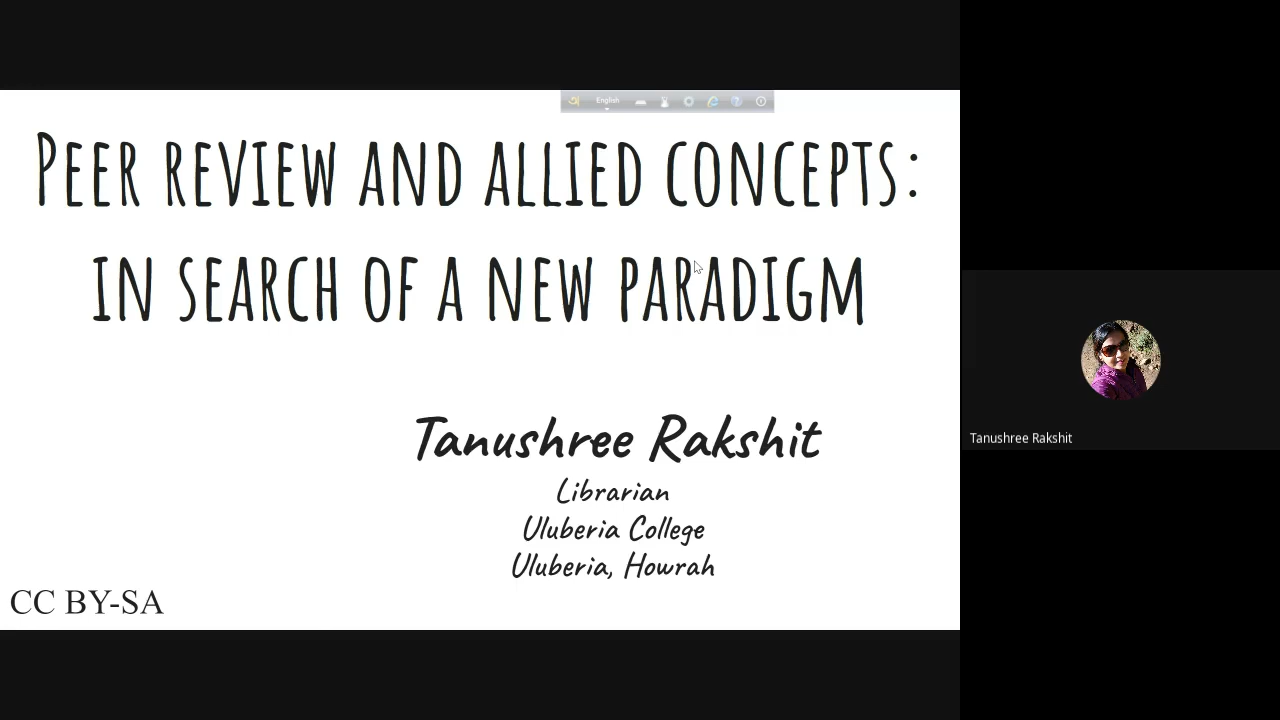 English
PEER REVIEW AND ALLIED CONCEPTS:
IN SEARCH OF A NEW PARADIGM
Tanushree Rakshit
Librarian
Uluberia College
Uluberia, Howrah
CC BY-SA
Tanushree Rakshit